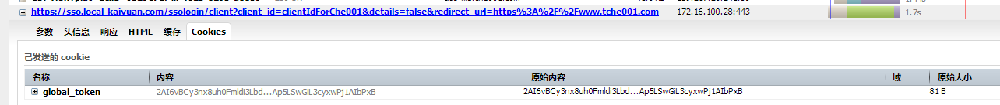 https://sso.local-kaiyuan.com/ssologin/client?client_id=clientIdForChe001&details=false&redirect_url=https%3A%2F%2Fwww.tche001.com 172.16.100.28:443 1.7s
参数 头信息 响应 HTML 缓存 Cookies
已发送的 cookie
名称 内容 原始内容 域 原始大小
global_token 2AI6vBCy3nx8uh0Fmldi3Lbd...Ap5LSwGiL3cyxwPj1AIbPxB 2AI6vBCy3nx8uh0Fmldi3Lbd...Ap5LSwGiL3cyxwPj1AIbPxB 81 B